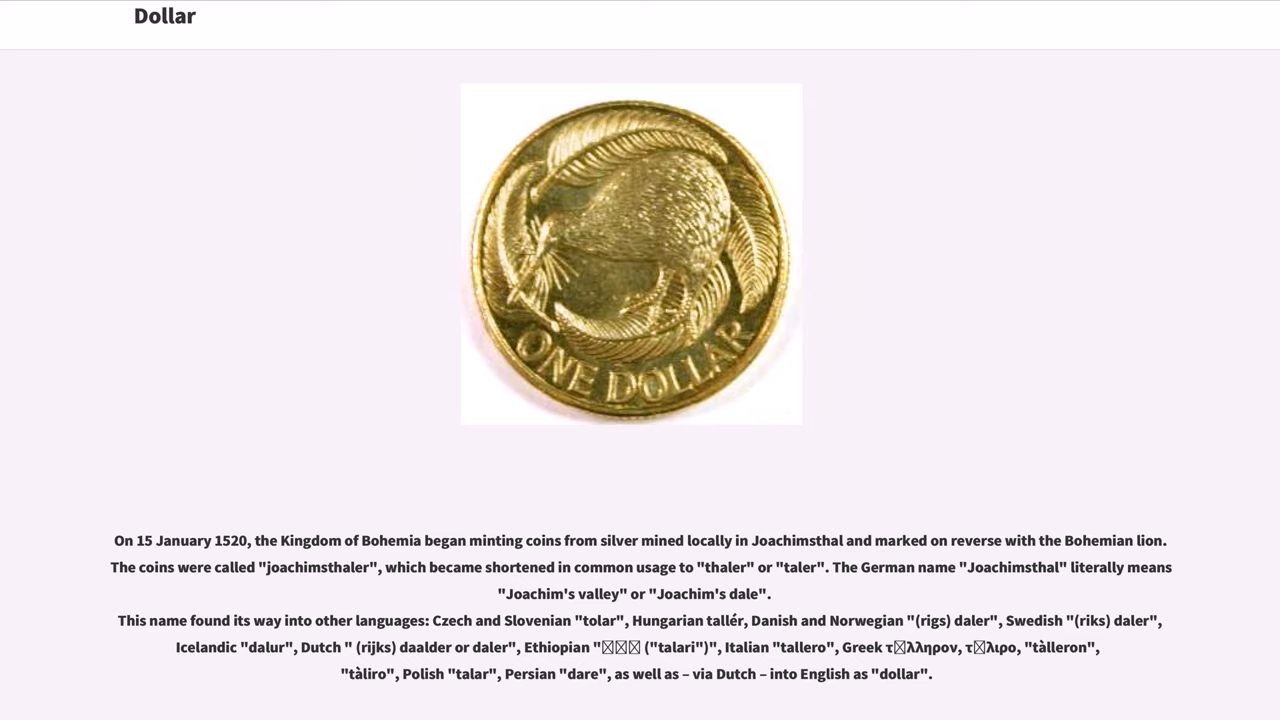 Dollar
ONE DOLLAR
On 15 January 1520, the Kingdom of Bohemia began minting coins from silver mined locally in Joachimsthal and marked on reverse with the Bohemian lion.
The coins were called "joachimsthaler", which became shortened in common usage to "thaler" or "taler". The German name "Joachimsthal" literally means
"Joachim's valley" or "Joachim's dale".
This name found its way into other languages: Czech and Slovenian "tolar", Hungarian tallér, Danish and Norwegian "(rigs) daler", Swedish "(riks) daler",
Icelandic "dalur", Dutch " (rijks) daalder or daler", Ethiopian "□□□ ("talari")", Italian "tallero", Greek τ□λληρον, τ□λιρο, "tàlleron",
"tàliro", Polish "talar", Persian "dare", as well as – via Dutch – into English as "dollar".